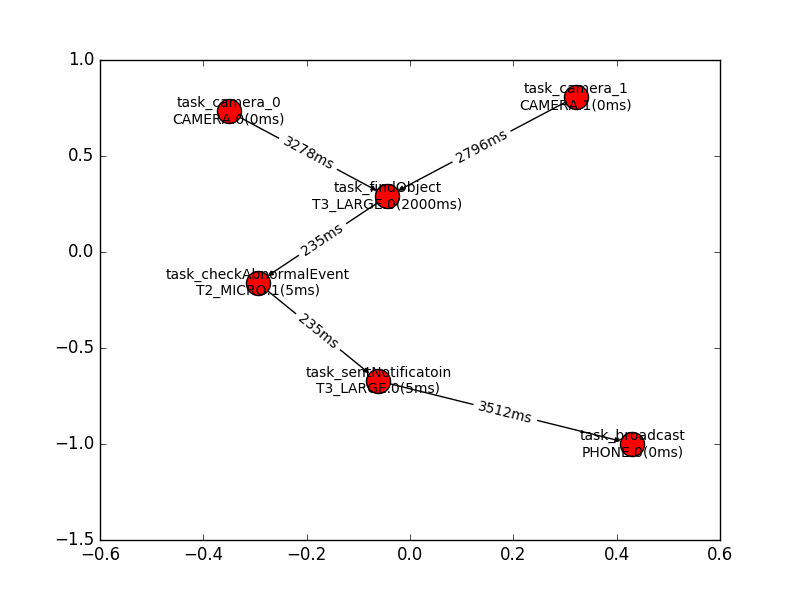 1.0
task_camera_0
CAMERA.0(0ms)
task_camera_1
CAMERA.1(0ms)
3278ms
2796ms
0.5
task_findObject
T3_LARGE.0(2000ms)
235ms
0.0
task_checkAbnormalEvent
T2_MICRO.1(5ms)
235ms
−0.5
task_sentNotificatoin
T3_LARGE.0(5ms)
3512ms
−1.0
task_broadcast
PHONE.0(0ms)
−1.5
−0.6 −0.4 −0.2 0.0 0.2 0.4 0.6